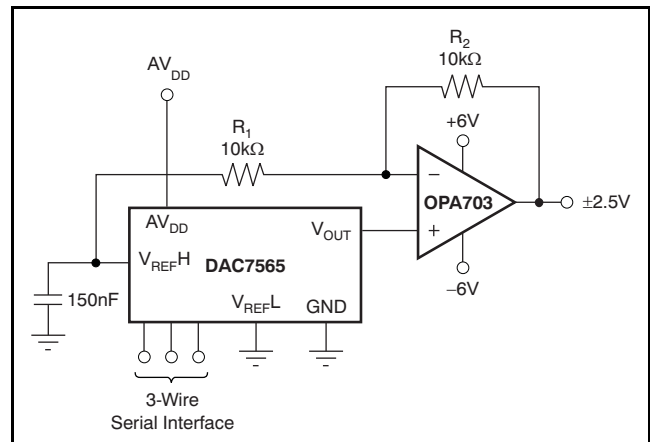 R2
10kΩ
AVDD
+6V
R1
10kΩ
−
OPA703
±2.5V
+
−6V
AVDD
VOUT
VREFH
DAC7565
150nF
VREFL
GND
3-Wire
Serial Interface